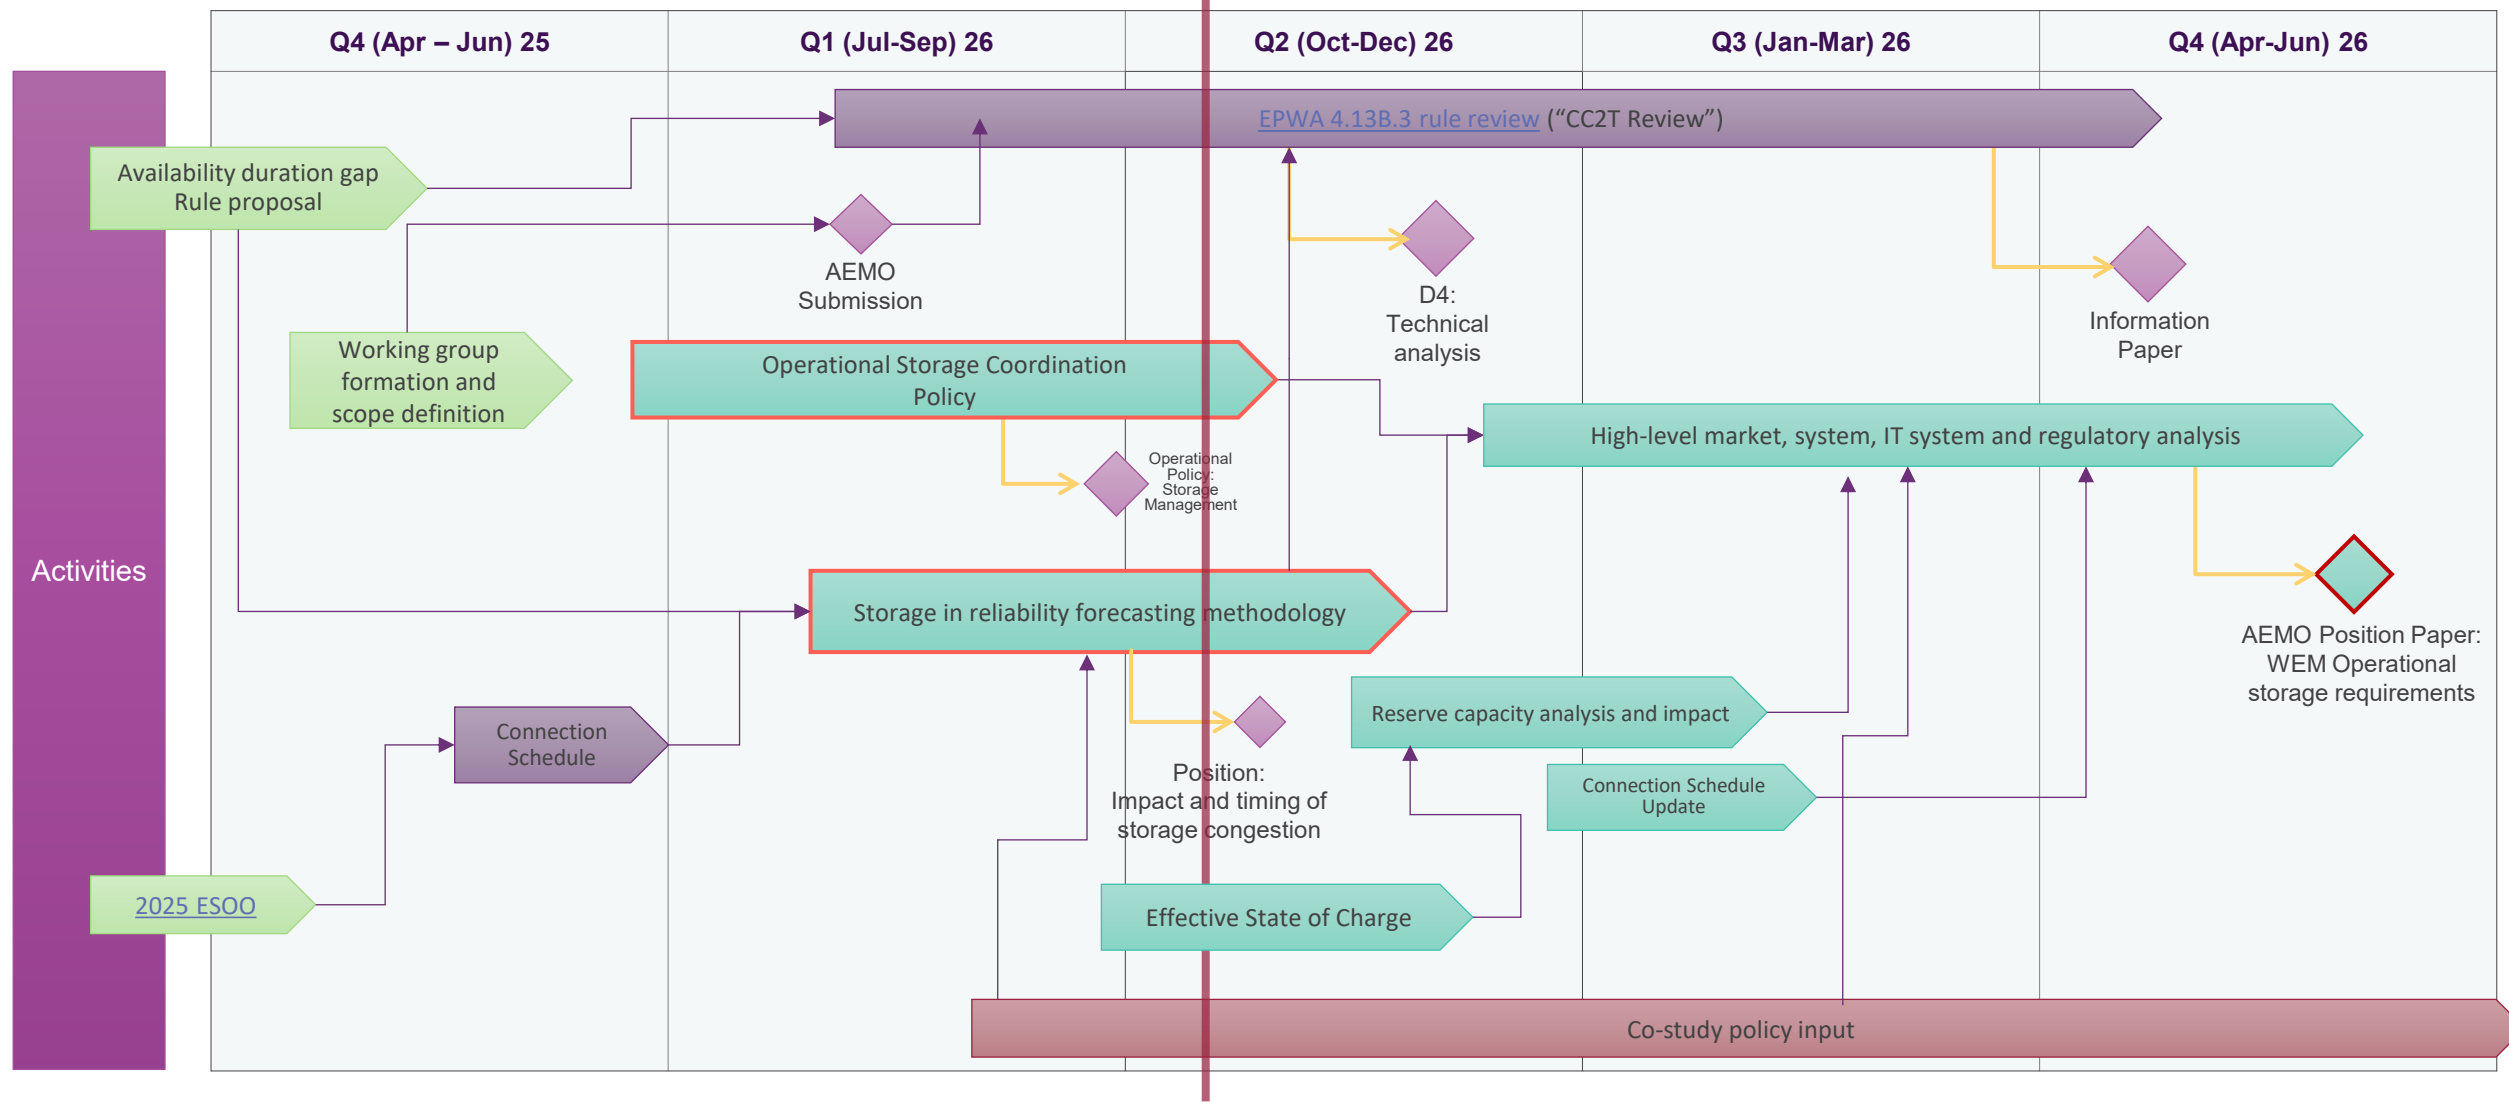 Q4 (Apr – Jun) 25
Q1 (Jul-Sep) 26
Q2 (Oct-Dec) 26
Q3 (Jan-Mar) 26
Q4 (Apr-Jun) 26
Activities
EPWA 4.13B.3 rule review (“CC2T Review”)
Availability duration gap
Rule proposal
AEMO
Submission
D4:
Technical
analysis
Information
Paper
Working group
formation and
scope definition
Operational Storage Coordination
Policy
High-level market, system, IT system and regulatory analysis
Operational
Policy:
Storage
Management
Storage in reliability forecasting methodology
AEMO Position Paper:
WEM Operational
storage requirements
Reserve capacity analysis and impact
Connection
Schedule
Position:
Impact and timing of
storage congestion
Connection Schedule
Update
2025 ESOO
Effective State of Charge
Co-study policy input